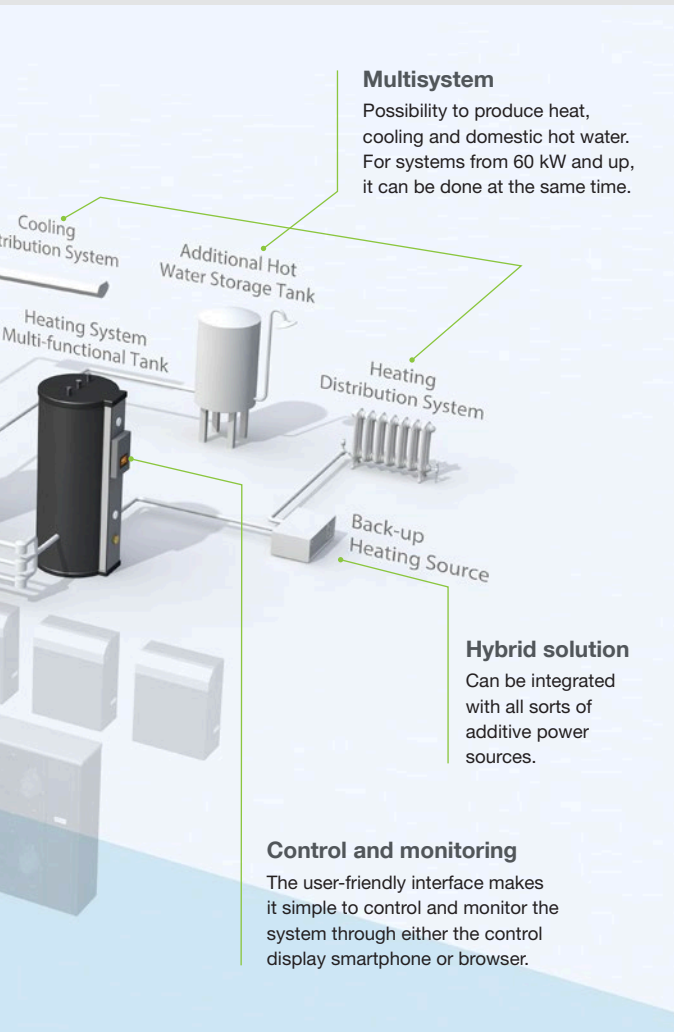 Multisystem
Possibility to produce heat,
cooling and domestic hot water.
For systems from 60 kW and up,
it can be done at the same time.
Cooling
tribution System
Additional Hot
Water Storage Tank
Heating System
Multi-functional Tank
Heating
Distribution System
Back-up
Heating Source
Hybrid solution
Can be integrated
with all sorts of
additive power
sources.
Control and monitoring
The user-friendly interface makes
it simple to control and monitor the
system through either the control
display smartphone or browser.